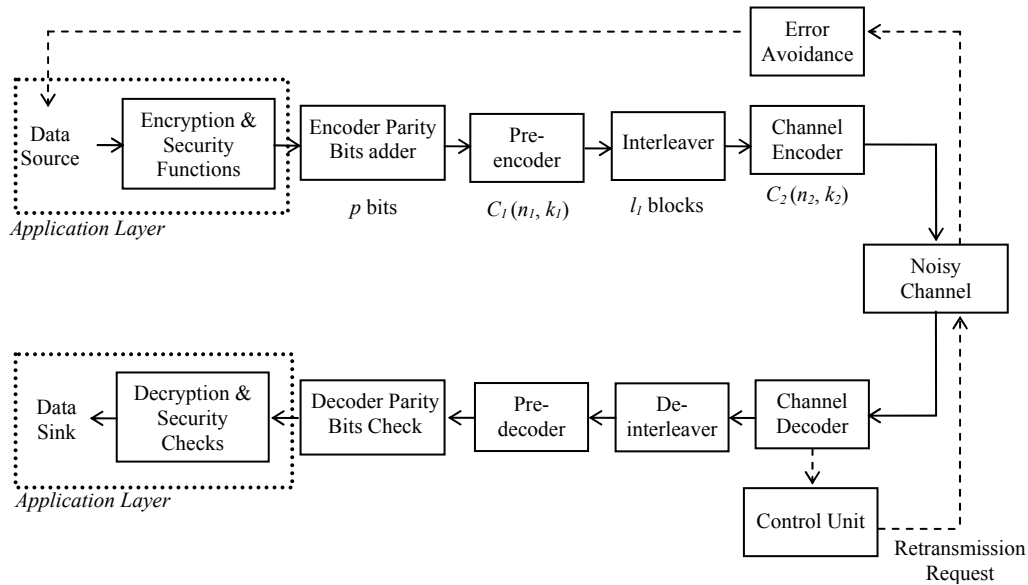 Error
Avoidance
Data
Source
Encryption &
Security
Functions
Encoder Parity
Bits adder
Pre-
encoder
Interleaver
Channel
Encoder
p bits
C1 (n1, k1)
l1 blocks
C2 (n2, k2)
Application Layer
Noisy
Channel
Data
Sink
Decryption &
Security
Checks
Decoder Parity
Bits Check
Pre-
decoder
De-
interleaver
Channel
Decoder
Application Layer
Control Unit
Retransmission
Request